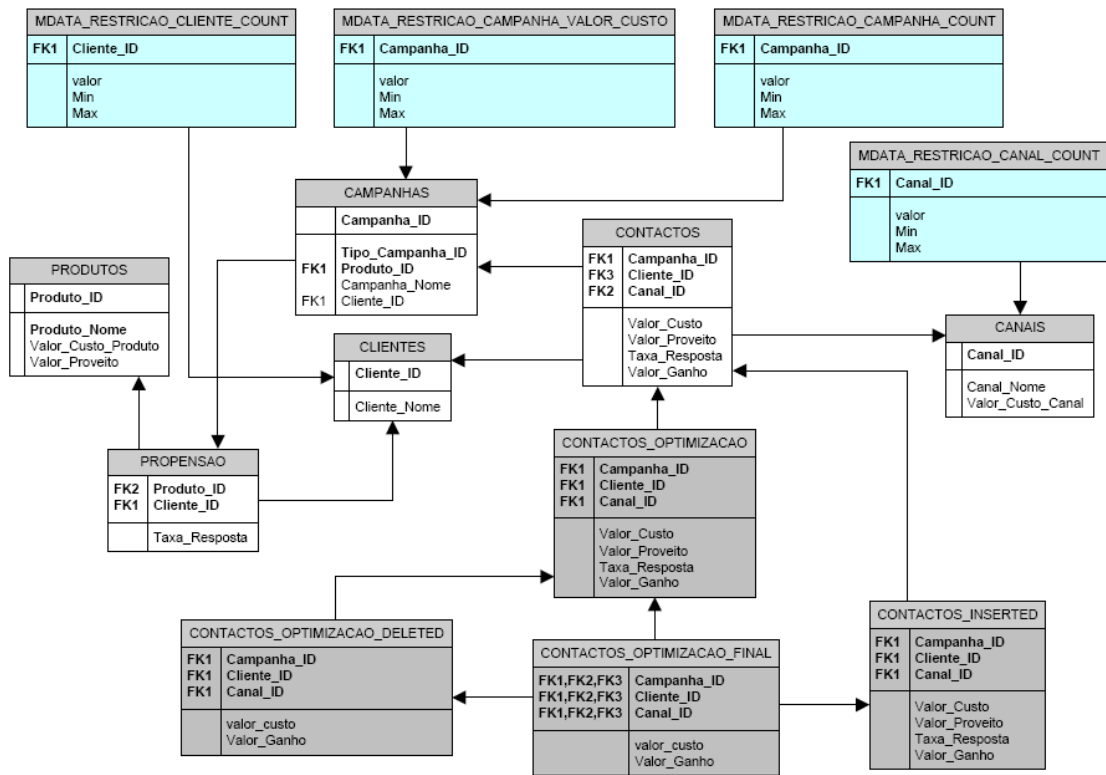 MDATA_RESTRICAO_CLIENTE_COUNT
FK1 Cliente_ID
valor
Min
Max
MDATA_RESTRICAO_CAMPANHA_VALOR_CUSTO
FK1 Campanha_ID
valor
Min
Max
MDATA_RESTRICAO_CAMPANHA_COUNT
FK1 Campanha_ID
valor
Min
Max
MDATA_RESTRICAO_CANAL_COUNT
FK1 Canal_ID
valor
Min
Max
CAMPANHAS
Campanha_ID
Tipo_Campanha_ID
FK1 Produto_ID
Campanha_Nome
FK1 Cliente_ID
CONTACTOS
FK1 Campanha_ID
FK3 Cliente_ID
FK2 Canal_ID
Valor_Custo
Valor_Proveito
Taxa_Resposta
Valor_Ganho
PRODUTOS
Produto_ID
Produto_Nome
Valor_Custo_Produto
Valor_Proveito
CLIENTES
Cliente_ID
Cliente_Nome
CANAIS
Canal_ID
Canal_Nome
Valor_Custo_Canal
PROPENSAO
FK2 Produto_ID
FK1 Cliente_ID
Taxa_Resposta
CONTACTOS_OPTIMIZACAO
FK1 Campanha_ID
FK1 Cliente_ID
FK1 Canal_ID
Valor_Custo
Valor_Proveito
Taxa_Resposta
Valor_Ganho
CONTACTOS_OPTIMIZACAO_DELETED
FK1 Campanha_ID
FK1 Cliente_ID
FK1 Canal_ID
valor_custo
Valor_Ganho
CONTACTOS_OPTIMIZACAO_FINAL
FK1,FK2,FK3 Campanha_ID
FK1,FK2,FK3 Cliente_ID
FK1,FK2,FK3 Canal_ID
valor_custo
Valor_Ganho
CONTACTOS_INSERTED
FK1 Campanha_ID
FK1 Cliente_ID
FK1 Canal_ID
Valor_Custo
Valor_Proveito
Taxa_Resposta
Valor_Ganho